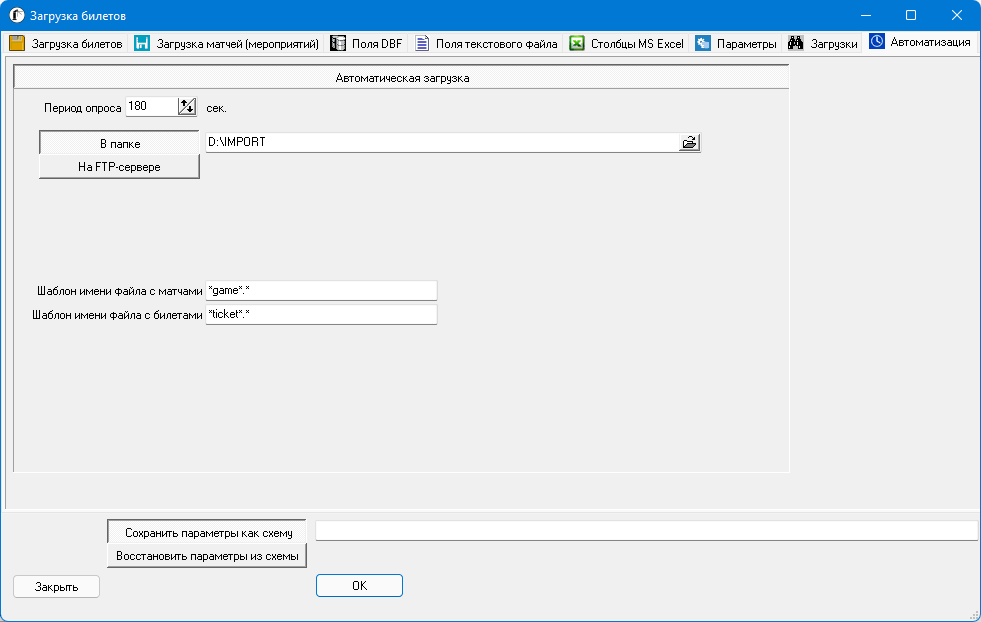 Загрузка билетов
Загрузка билетов Загрузка матчей (мероприятий) Поля DBF Поля текстового файла Столбцы MS Excel Параметры Загрузки Автоматизация
Автоматическая загрузка
Период опроса 180 сек.
В папке D:\IMPORT
На FTP-сервере
Шаблон имени файла с матчами *game*.*
Шаблон имени файла с билетами *ticket*.*
Сохранить параметры как схему
Восстановить параметры из схемы
Закрыть OK